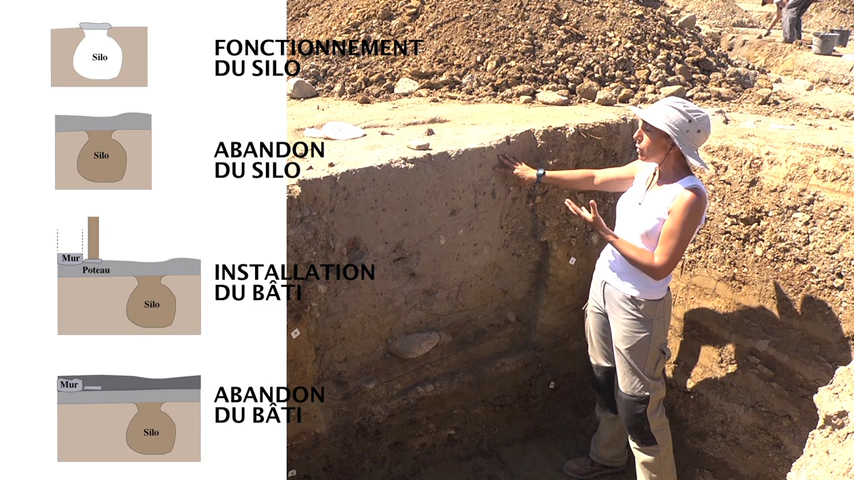 Silo
FONCTIONNEMENT
DU SILO
Silo
ABANDON
DU SILO
Mur
Poteau
Silo
INSTALLATION
DU BÂTI
Mur
Silo
ABANDON
DU BÂTI